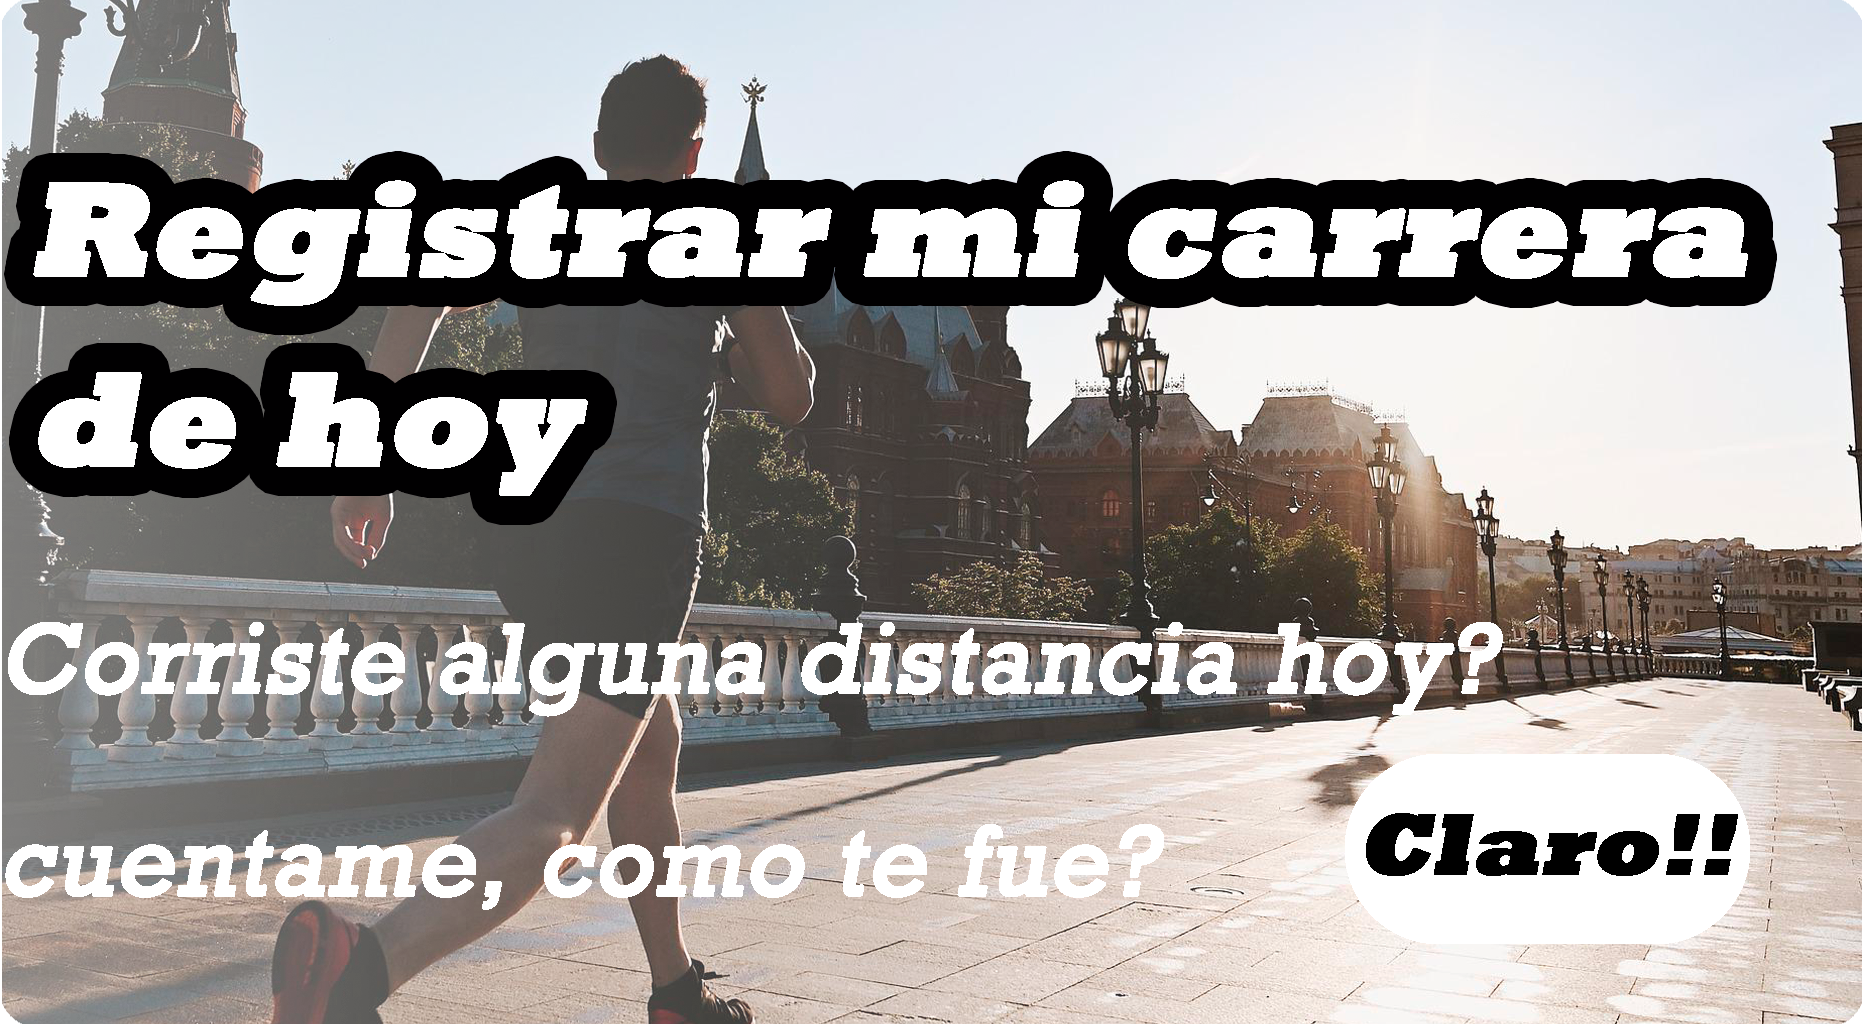 Registrar mi carrera
de hoy
Corriste alguna distancia hoy?
cuentame, como te fue?
Claro!!